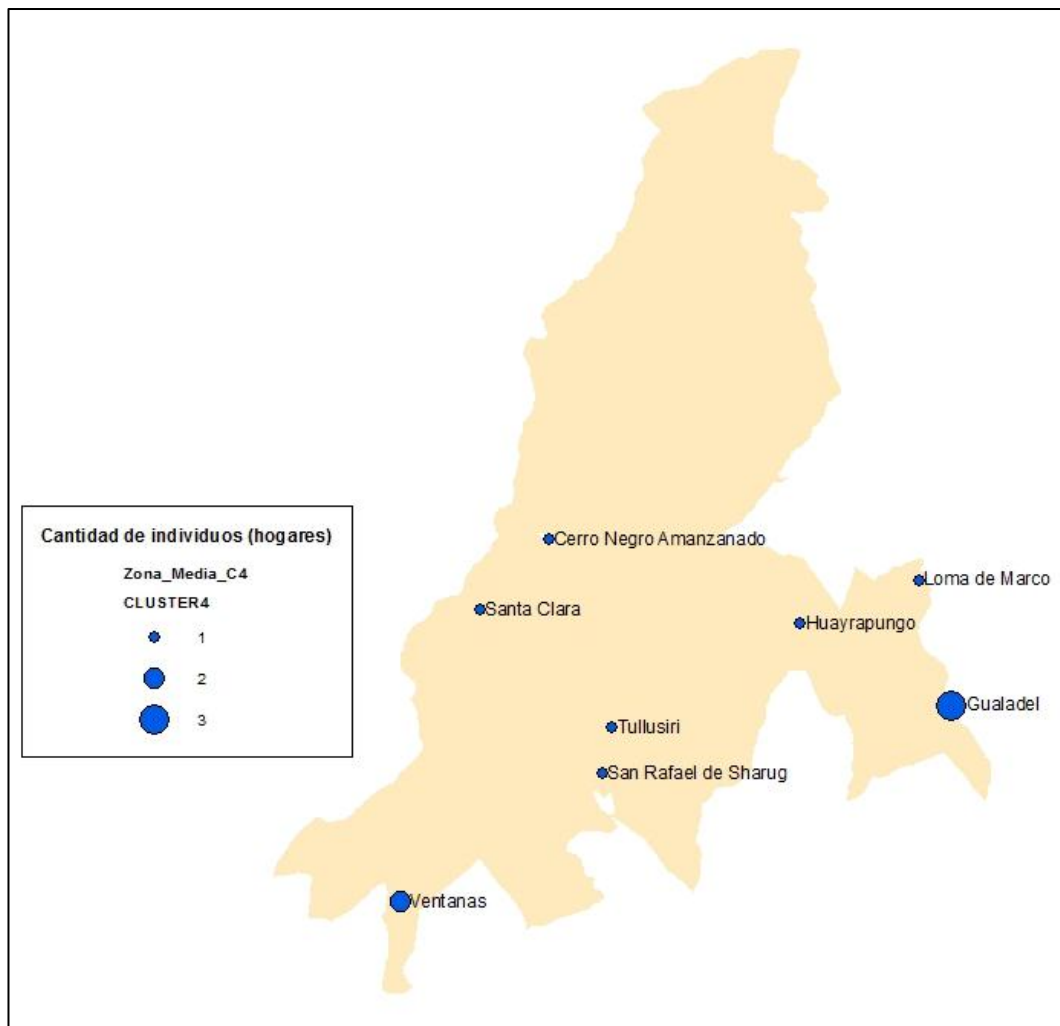 Cerro Negro Amanzanado
Loma de Marco
Santa Clara
Huayrapungo
Gualadel
Tullusiri
San Rafael de Sharug
Ventanas
Cantidad de individuos (hogares)
Zona_Media_C4
CLUSTER4
1
2
3